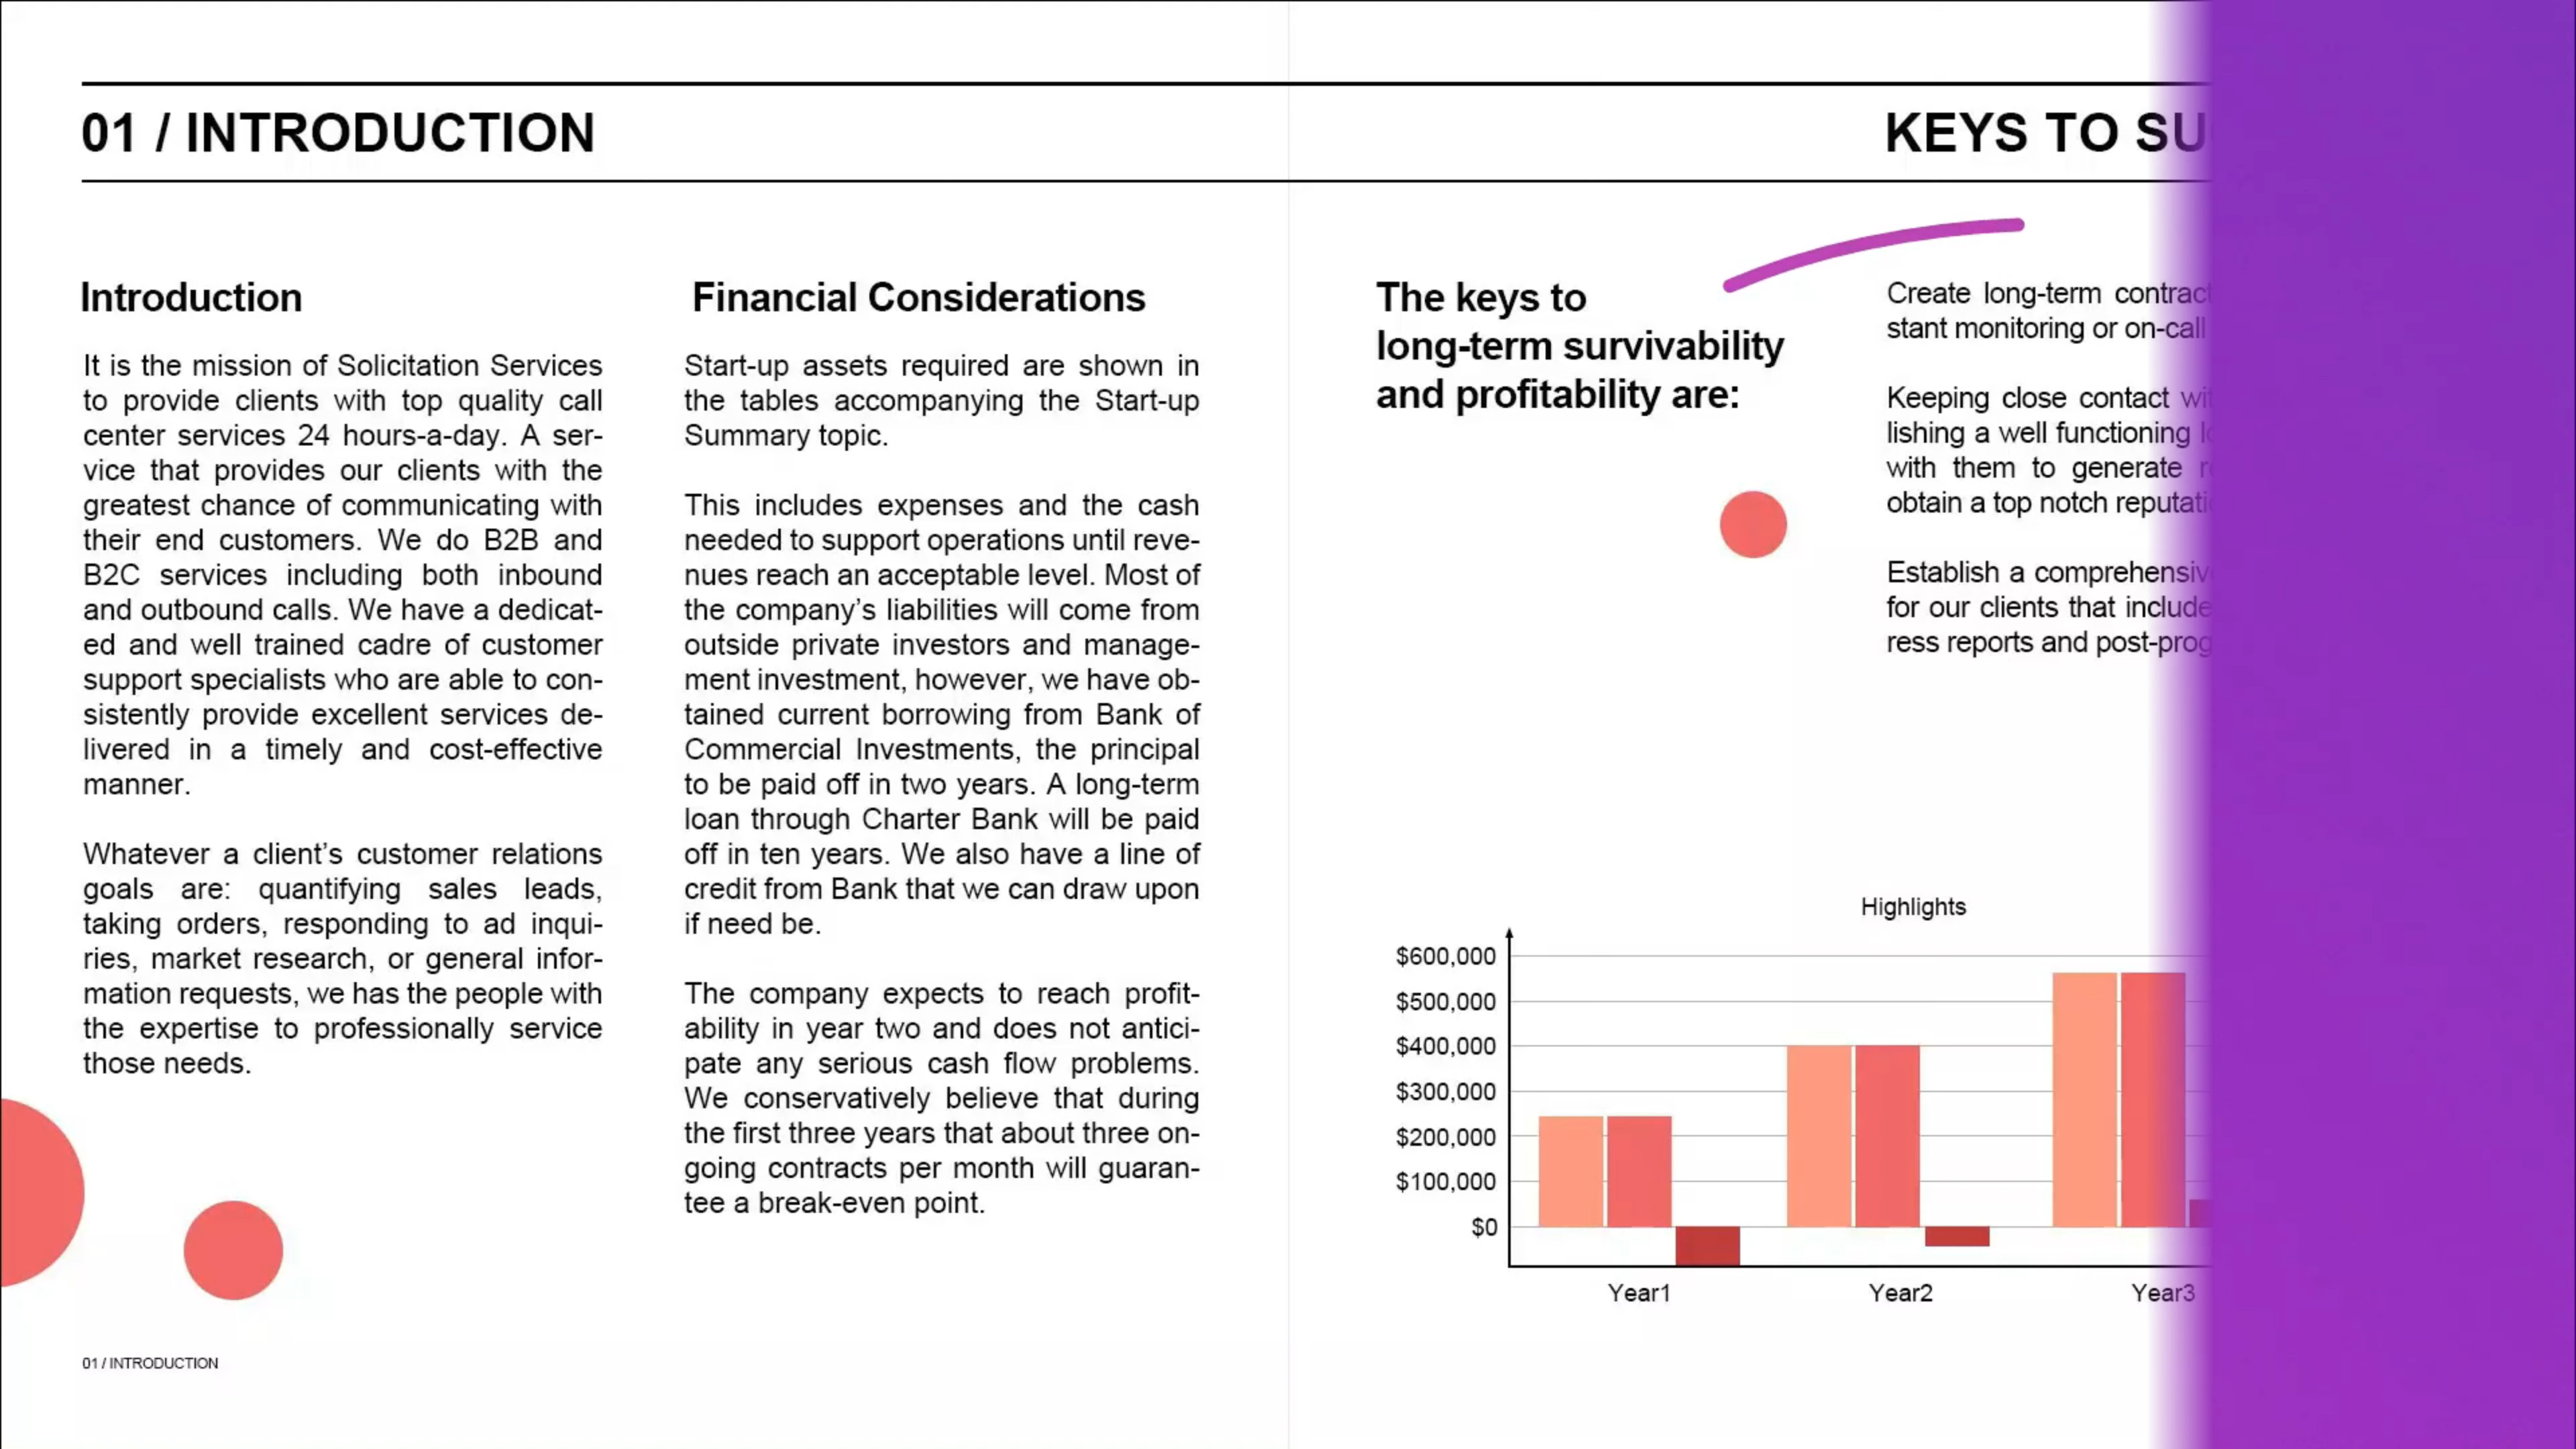 01 / INTRODUCTION
KEYS TO
Introduction
It is the mission of Solicitation Services
to provide clients with top quality call
center services 24 hours-a-day. A ser-
vice that provides our clients with the
greatest chance of communicating with
their end customers. We do B2B and
B2C services including both inbound
and outbound calls. We have a dedicat-
ed and well trained cadre of customer
support specialists who are able to con-
sistently provide excellent services de-
livered in a timely and cost-effective
manner.
Whatever a client's customer relations
goals are: quantifying sales leads,
taking orders, responding to ad inqui-
ries, market research, or general infor-
mation requests, we has the people with
the expertise to professionally service
those needs.
Financial Considerations
Start-up assets required are shown in
the tables accompanying the Start-up
Summary topic.
This includes expenses and the cash
needed to support operations until reve-
nues reach an acceptable level. Most of
the company's liabilities will come from
outside private investors and manage-
ment investment, however, we have ob-
tained current borrowing from Bank of
Commercial Investments, the principal
to be paid off in two years. A long-term
loan through Charter Bank will be paid
off in ten years. We also have a line of
credit from Bank that we can draw upon
if need be.
The company expects to reach profit-
ability in year two and does not antici-
pate any serious cash flow problems.
We conservatively believe that during
the first three years that about three on-
going contracts per month will guaran-
tee a break-even point.
The keys to
long-term survivability
and profitability are:
Create long-term
stant monitoring or on-call
Keeping close contact
lishing a well functioning
with them to generate
obtain a top notch
Establish a
for our clients that
ress reports and
Highlights
$600,000
$500,000
$400,000
$300,000
$200,000
$100,000
$0
Year1
Year2
Year3
01 / INTRODUCTION